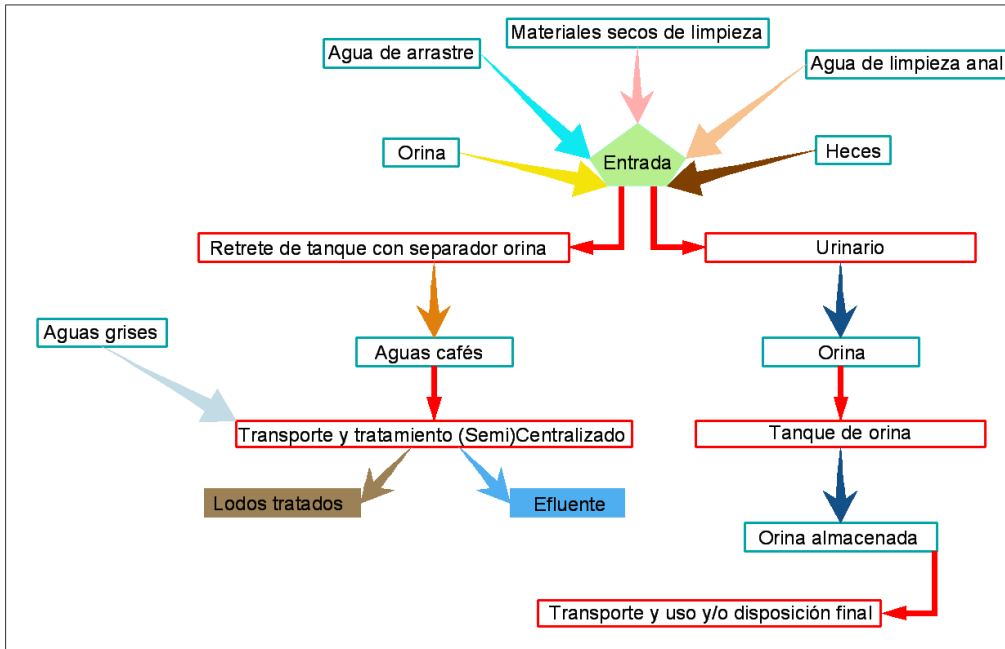 Materiales secos de limpieza
Agua de arrastre
Agua de limpieza anal
Orina
Entrada
Heces
Retrete de tanque con separador orina
Urinario
Aguas grises
Aguas cafés
Orina
Transporte y tratamiento (Semi)Centralizado
Tanque de orina
Lodos tratados
Efluente
Orina almacenada
Transporte y uso y/o disposición final